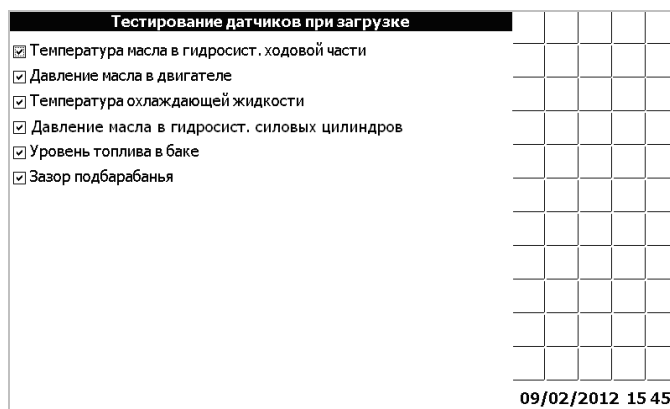 Тестирование датчиков при загрузке
Температура масла в гидросист. ходовой части
Давление масла в двигателе
Температура охлаждающей жидкости
Давление масла в гидросист. силовых цилиндров
Уровень топлива в баке
Зазор подбарабанья
09/02/2012 15 45